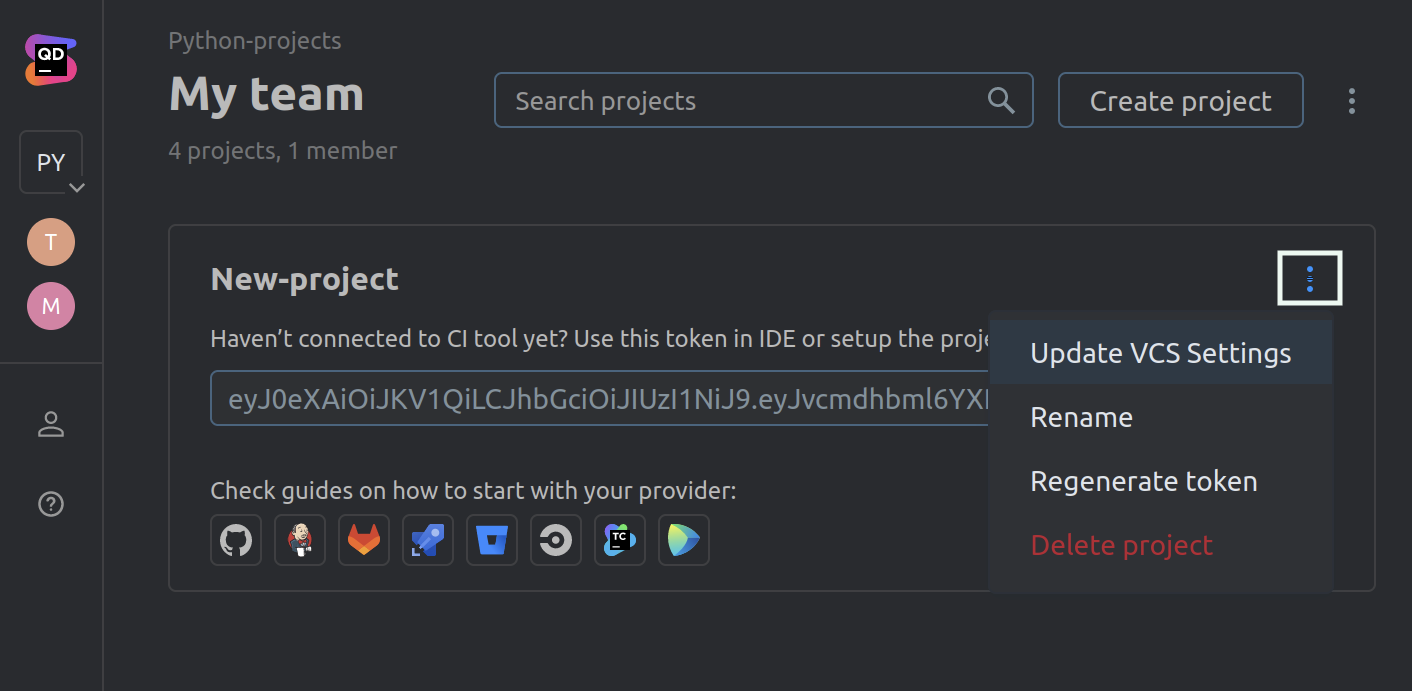 QD
PY
T
M
Python-projects
My team
4 projects, 1 member
Search projects
Create project
New-project
Haven’t connected to CI tool yet? Use this token in IDE or setup the proje
eyJ0eXAiOiJKV1QiLCJhbGciOiJIUzI1NiJ9.eyJvcmdhbml6YX
Check guides on how to start with your provider:
TC
Update VCS Settings
Rename
Regenerate token
Delete project